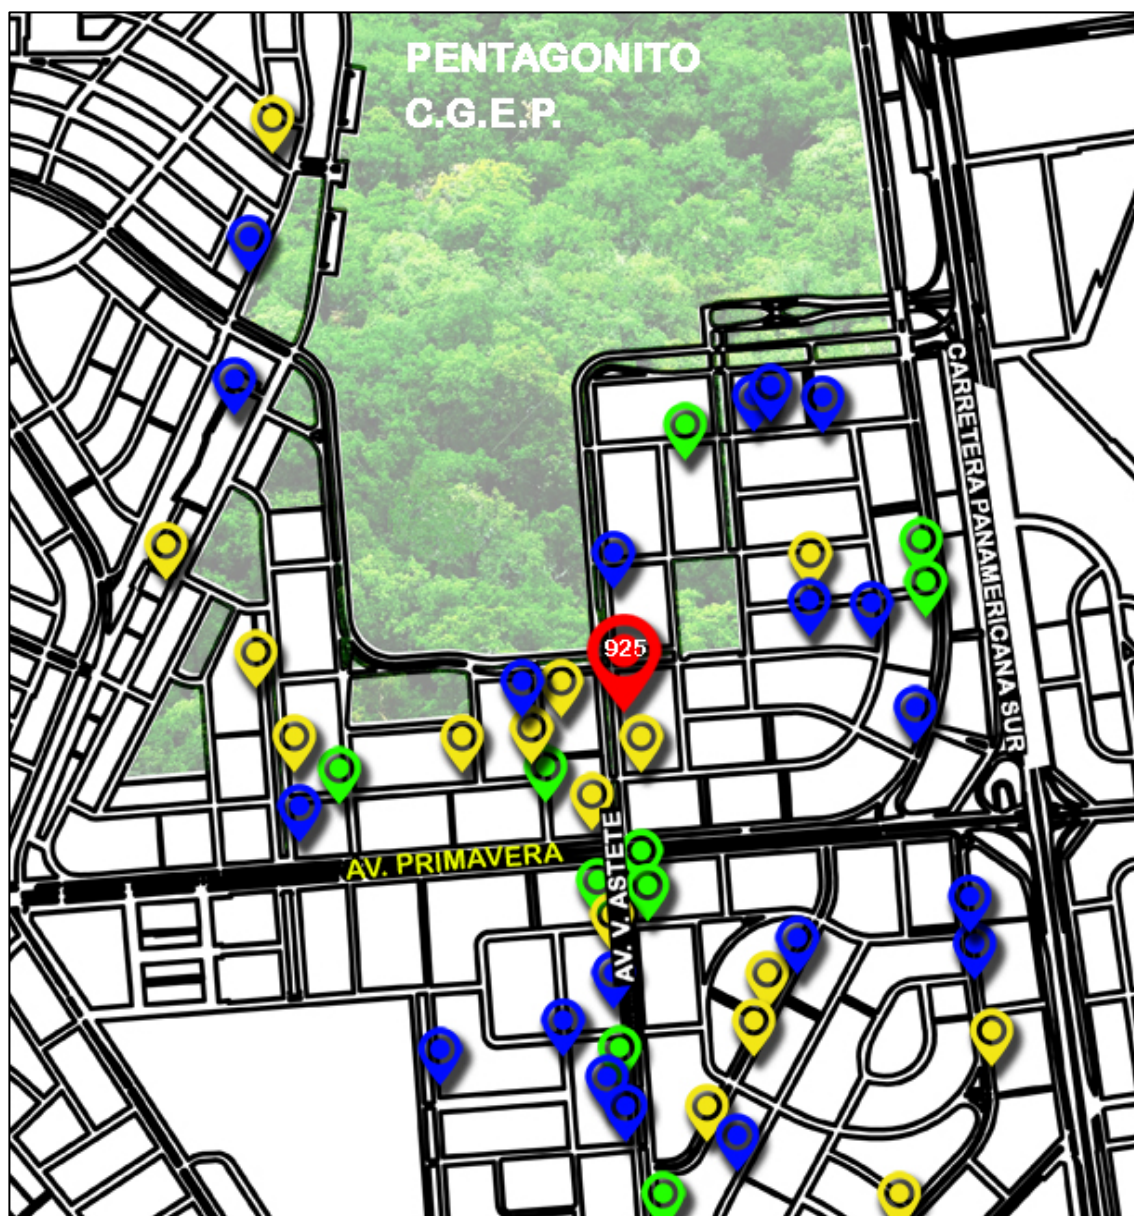 PENTAGONITO
C.G.E.P.
CARRETERA PANAMERICANA SUR
925
AV. PRIMAVERA
AV. V. ASTETE